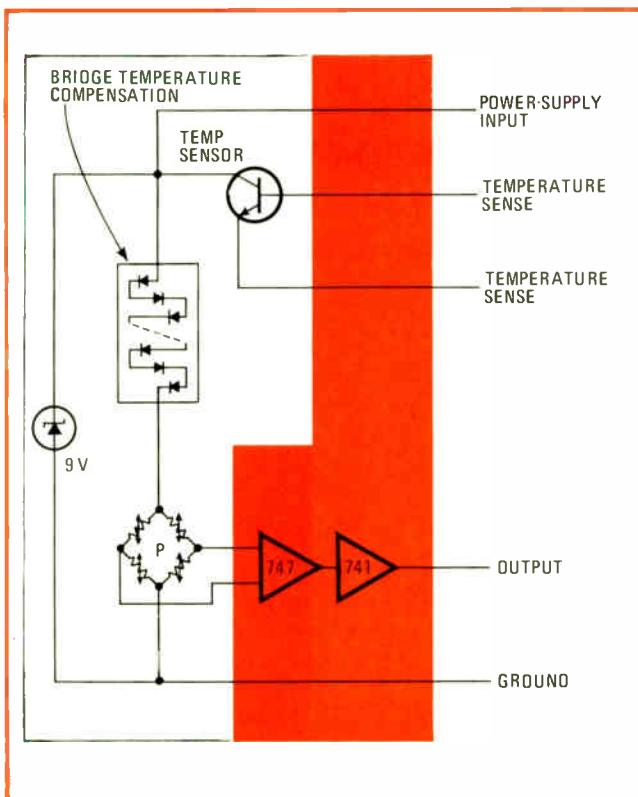 BRIDGE TEMPERATURE
COMPENSATION
TEMP
SENSOR
POWER-SUPPLY
INPUT
TEMPERATURE
SENSE
TEMPERATURE
SENSE
9 V
P
747
741
OUTPUT
GROUND